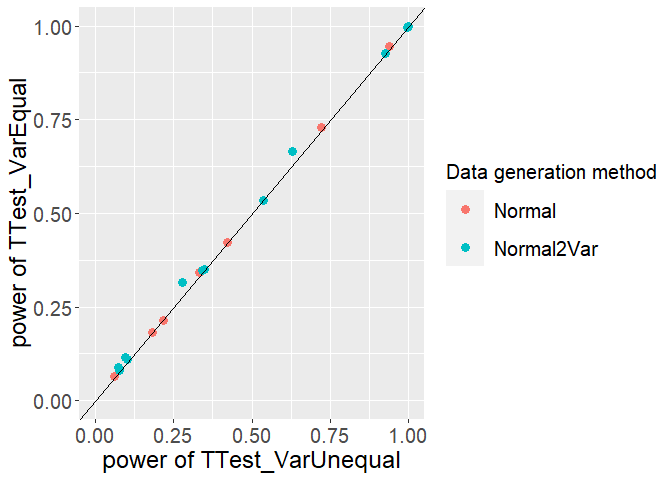 1.00
0.75
0.50
0.25
0.00
power of TTest_VarEqual
0.00 0.25 0.50 0.75 1.00
power of TTest_VarUnequal
Data generation method
Normal
Normal2Var